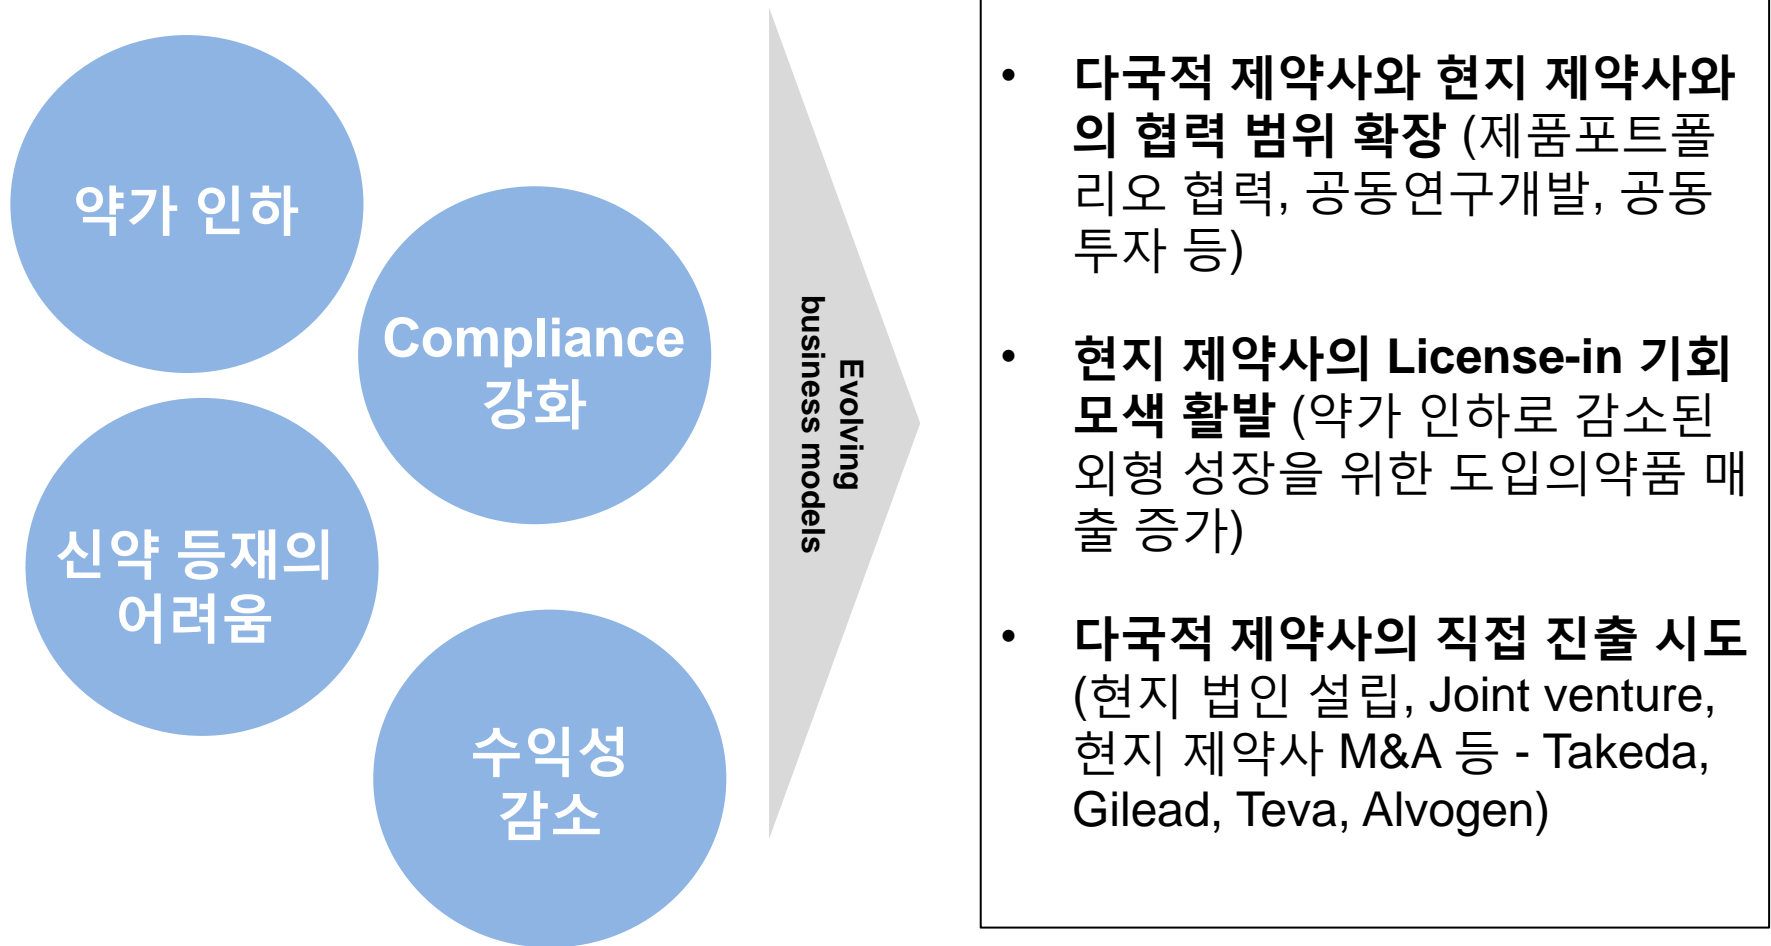 약가 인하
Compliance
강화
신약 등재의
어려움
수익성
감소
Evolving
business models
• 다국적 제약사와 현지 제약사와
의 협력 범위 확장 (제품포트폴
리오 협력, 공동연구개발, 공동
투자 등)
• 현지 제약사의 License-in 기회
모색 활발 (약가 인하로 감소된
외형 성장을 위한 도입의약품 매
출 증가)
• 다국적 제약사의 직접 진출 시도
(현지 법인 설립, Joint venture,
현지 제약사 M&A 등 - Takeda,
Gilead, Teva, Alvogen)